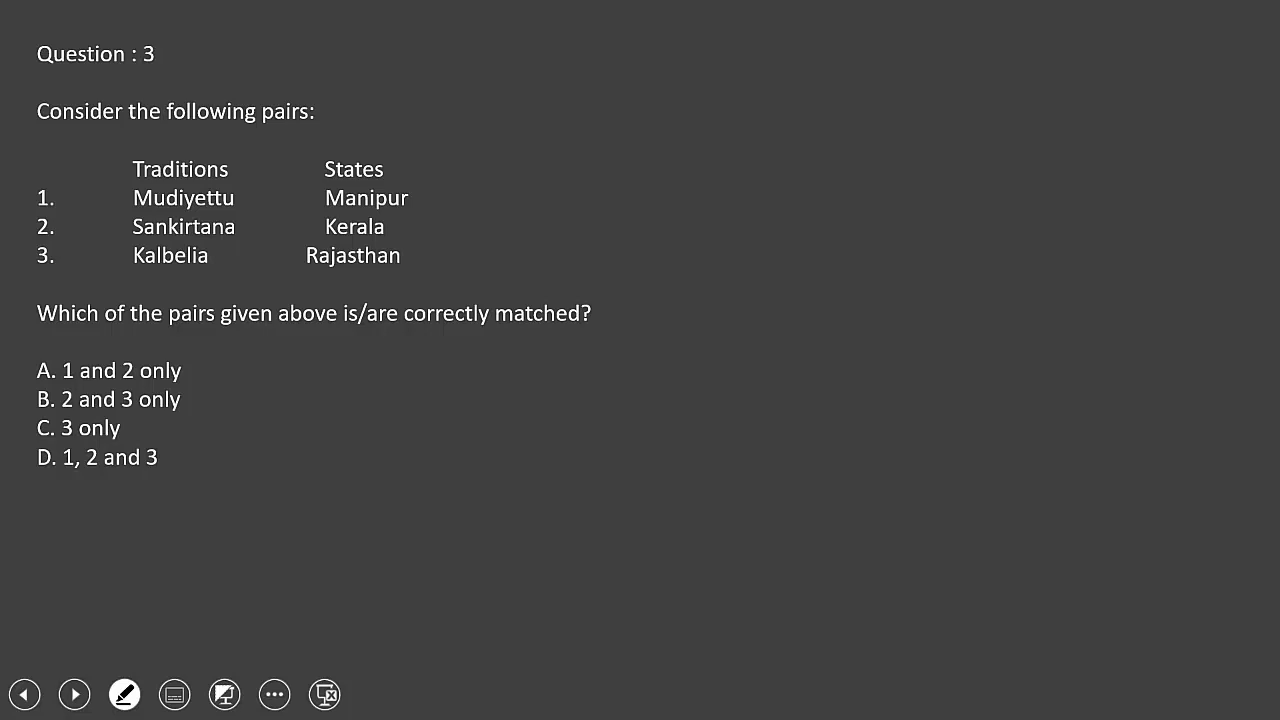 Question : 3
Consider the following pairs:
Traditions States
1. Mudiyettu Manipur
2. Sankirtana Kerala
3. Kalbelia Rajasthan
Which of the pairs given above is/are correctly matched?
A. 1 and 2 only
B. 2 and 3 only
C. 3 only
D. 1, 2 and 3